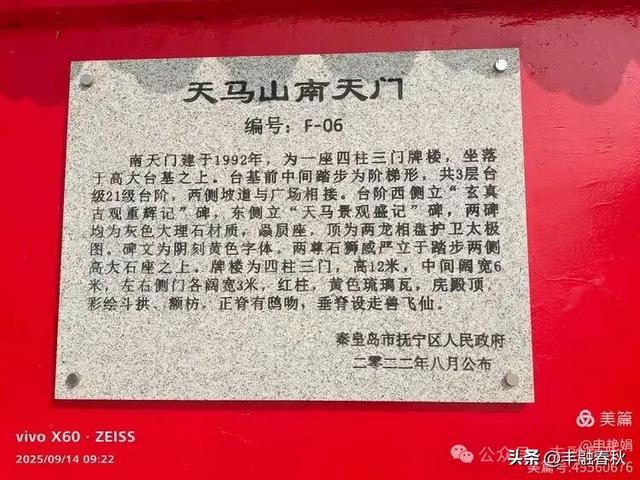 天马山南天门
编号：F-06
南天门建于1992年，为一座四柱三门牌楼，坐落
于高大台基之上。台基前中间踏步为阶梯形，共3层台
级21级台阶，两侧坡道与广场相接。台阶西侧立“玄真
古观重辉记”碑，东侧立“天马景观盛记”碑，两碑
均为灰色大理石材质，赑屃座，顶为两龙相盘护卫太极
图。碑文为阴刻黄色字体。两尊石狮威严立于踏步两侧
高大石座之上。牌楼为四柱三门，高12米，中间阔宽6
米，左右侧门各阔宽3米，红柱，黄色琉璃瓦，庑殿顶，
彩绘斗拱、额枋，正脊有鸱吻，垂脊设走兽飞仙。
秦皇岛市抚宁区人民政府
二零二二年八月公布
vivo X60 · ZEISS
2025/09/14 09:22
美篇
@申艳娟
公众号
头条 @丰融春秋
美篇号:49560676